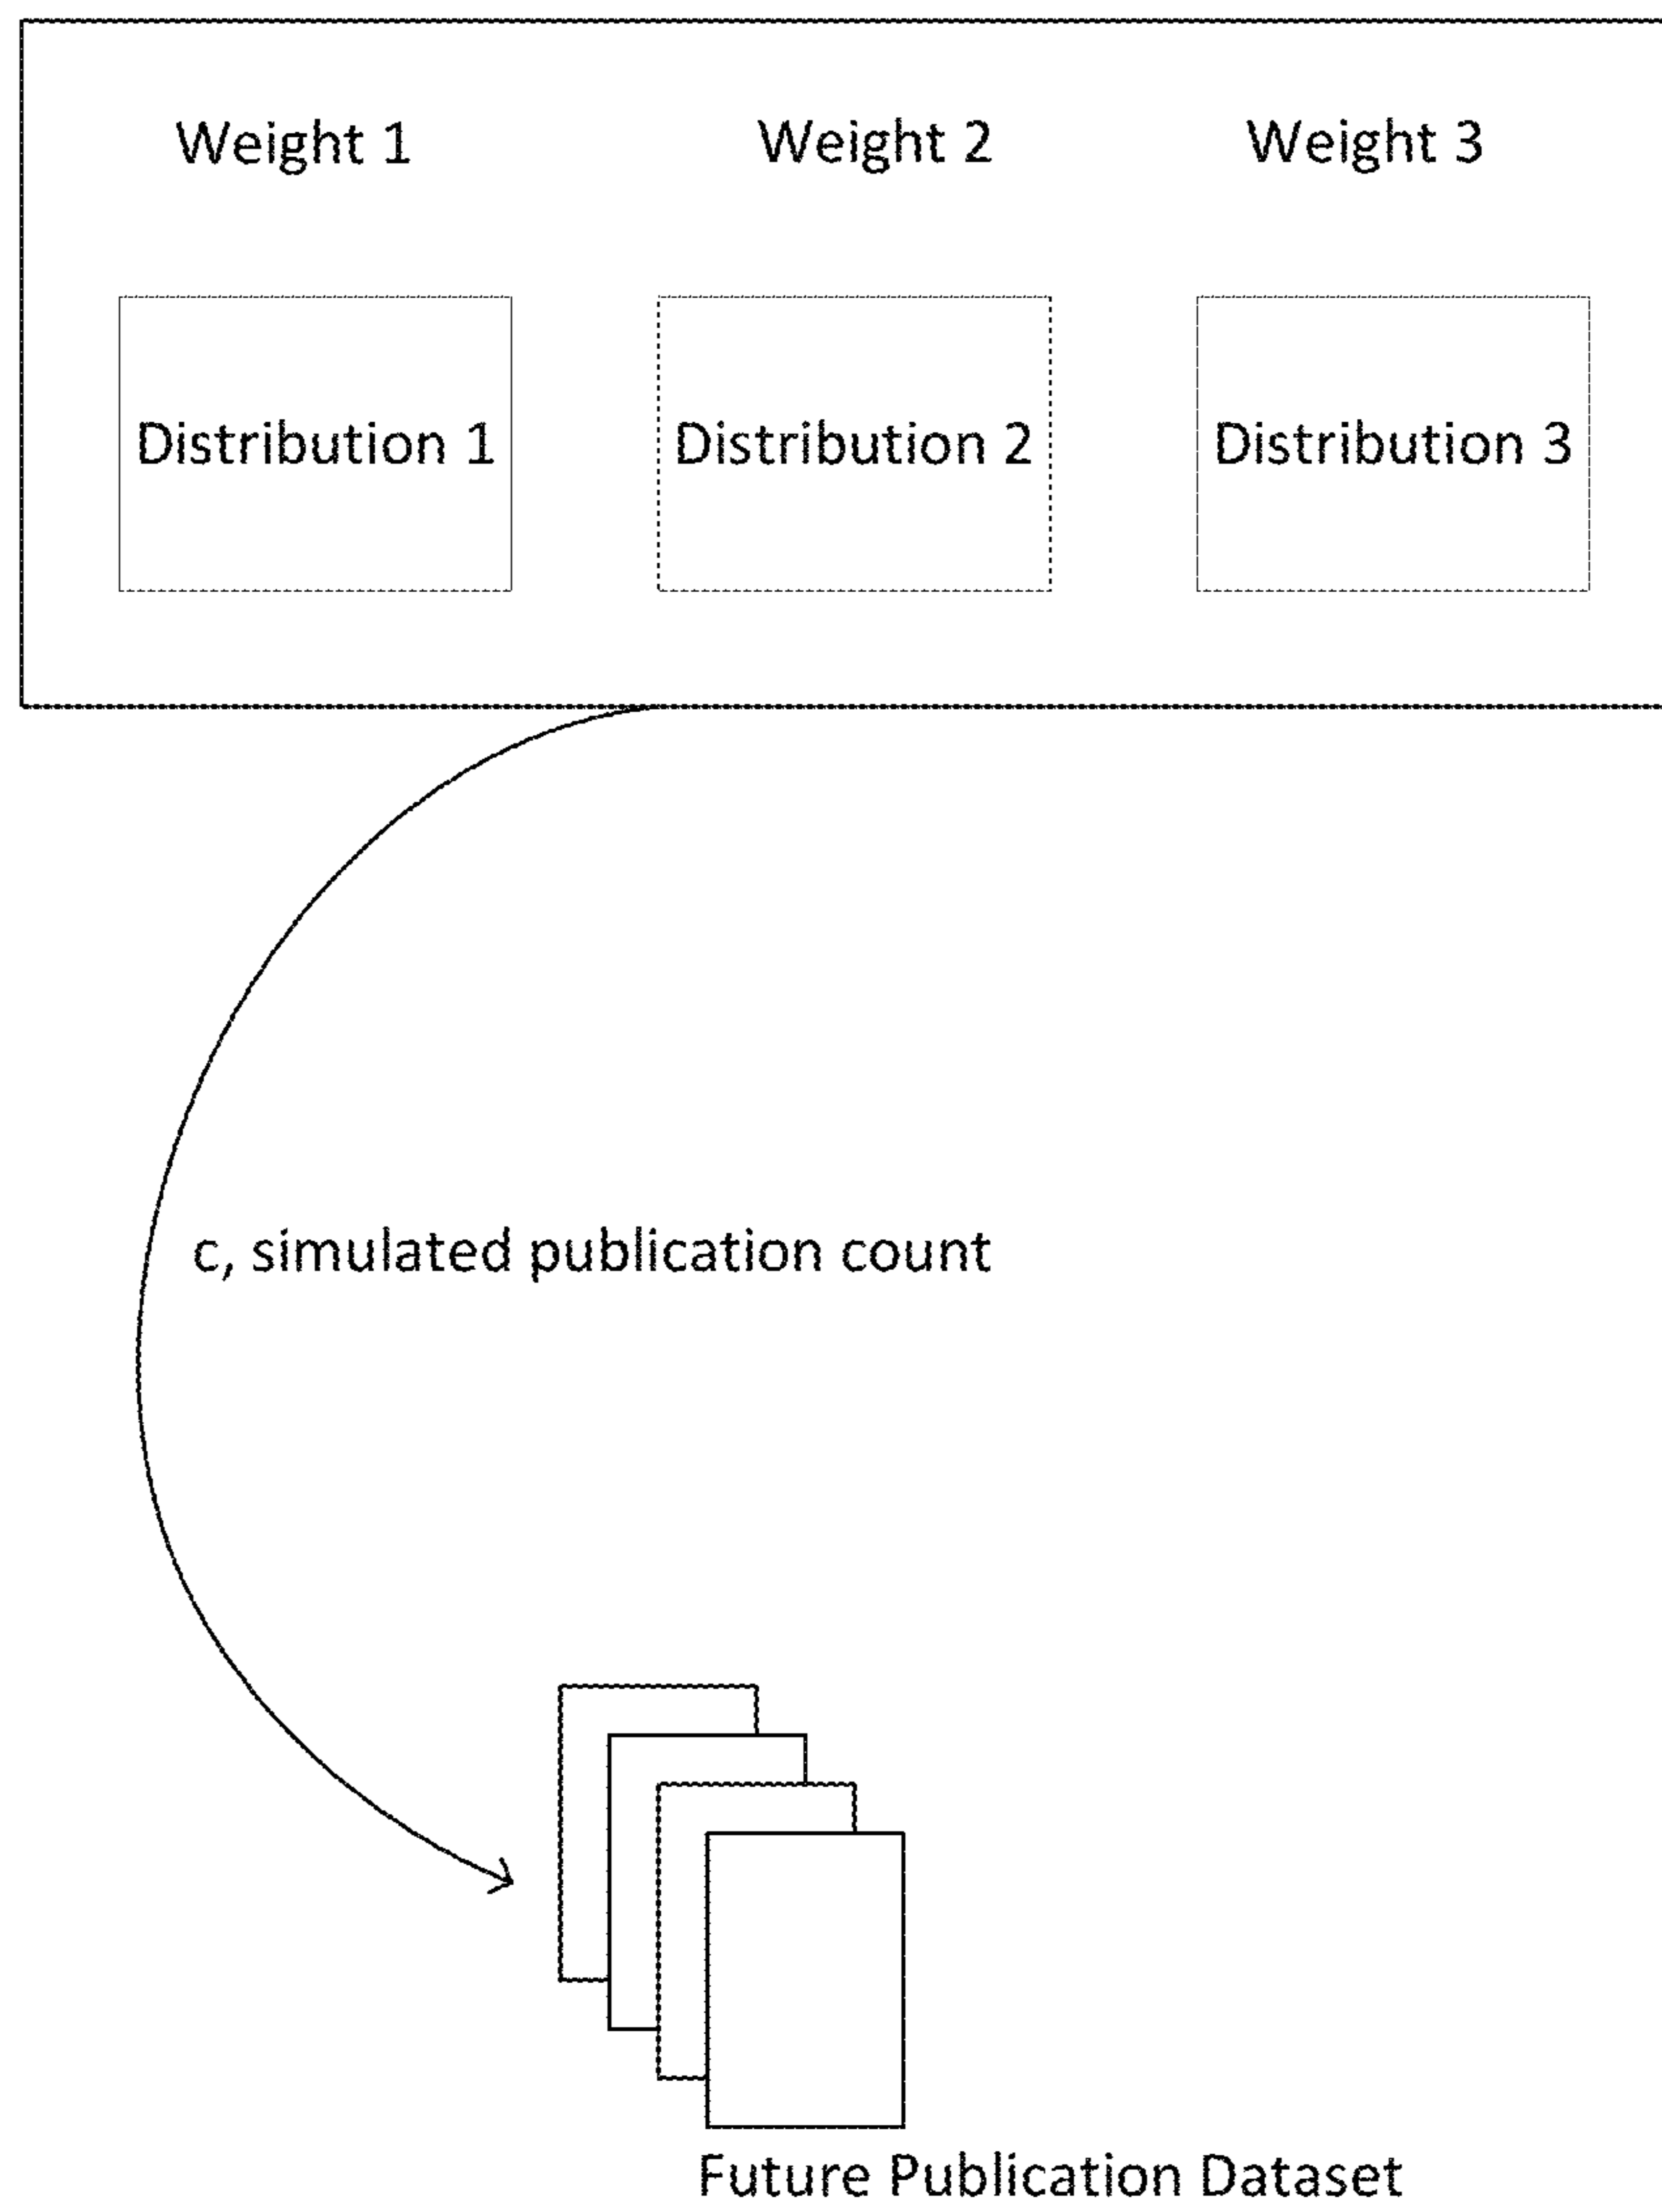 Weight 1 Weight 2 Weight 3
Distribution 1 Distribution 2 Distribution 3
c, simulated publication count
Future Publication Dataset